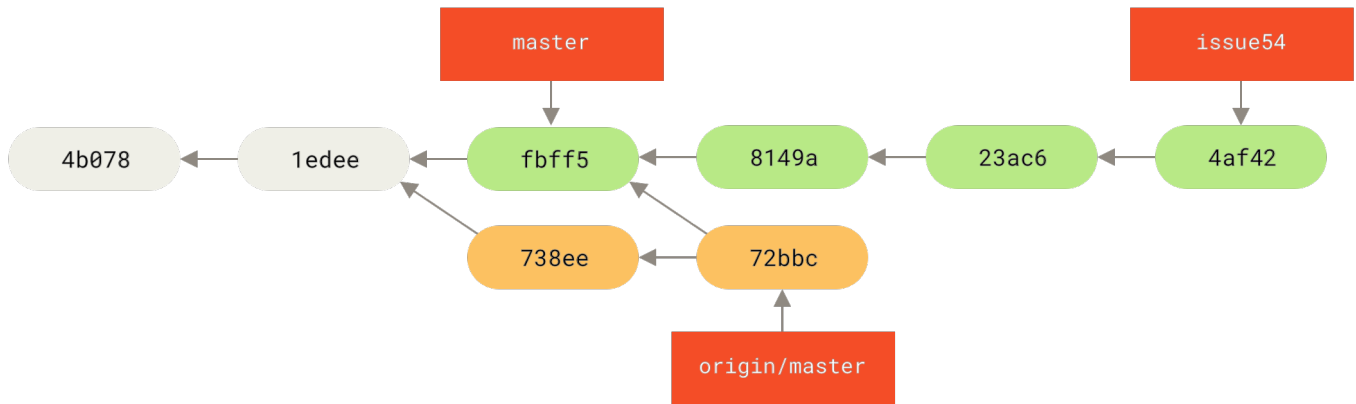 master
issue54
4b078
1edee
fbff5
8149a
23ac6
4af42
738ee
72bbc
origin/master